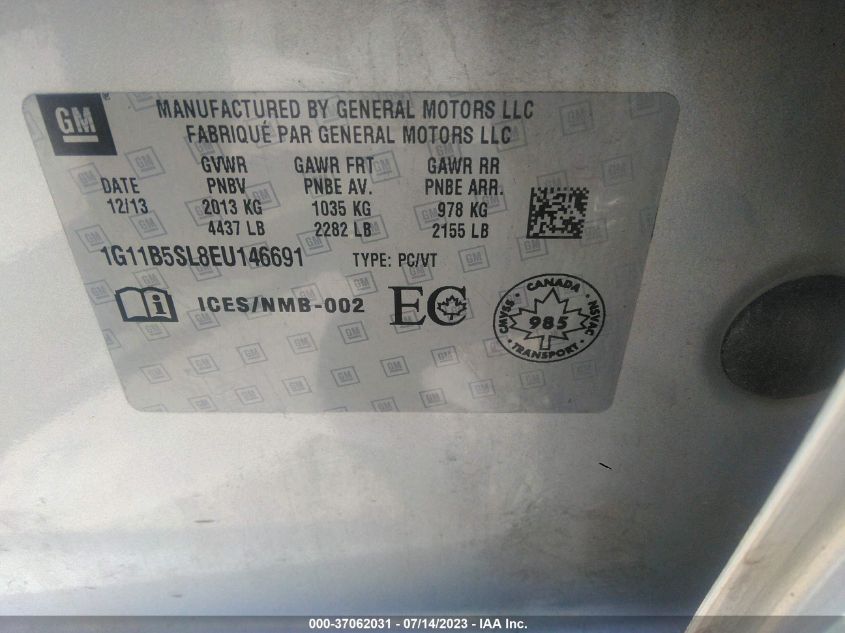 GM
MANUFACTURED BY GENERAL MOTORS LLC
FABRIQUÉ PAR GENERAL MOTORS LLC
GVWR GAWR FRT GAWR RR
DATE PNBV PNBE AV. PNBE ARR.
12/13 2013 KG 1035 KG 978 KG
4437 LB 2282 LB 2155 LB
1G11B5SL8EU146691 TYPE: PC/VT
i ICES/NMB-002 EC
CANADA
CMVSS 985 NSVAC
TRANSPORT
000-37062031 - 07/14/2023 - IAA Inc.